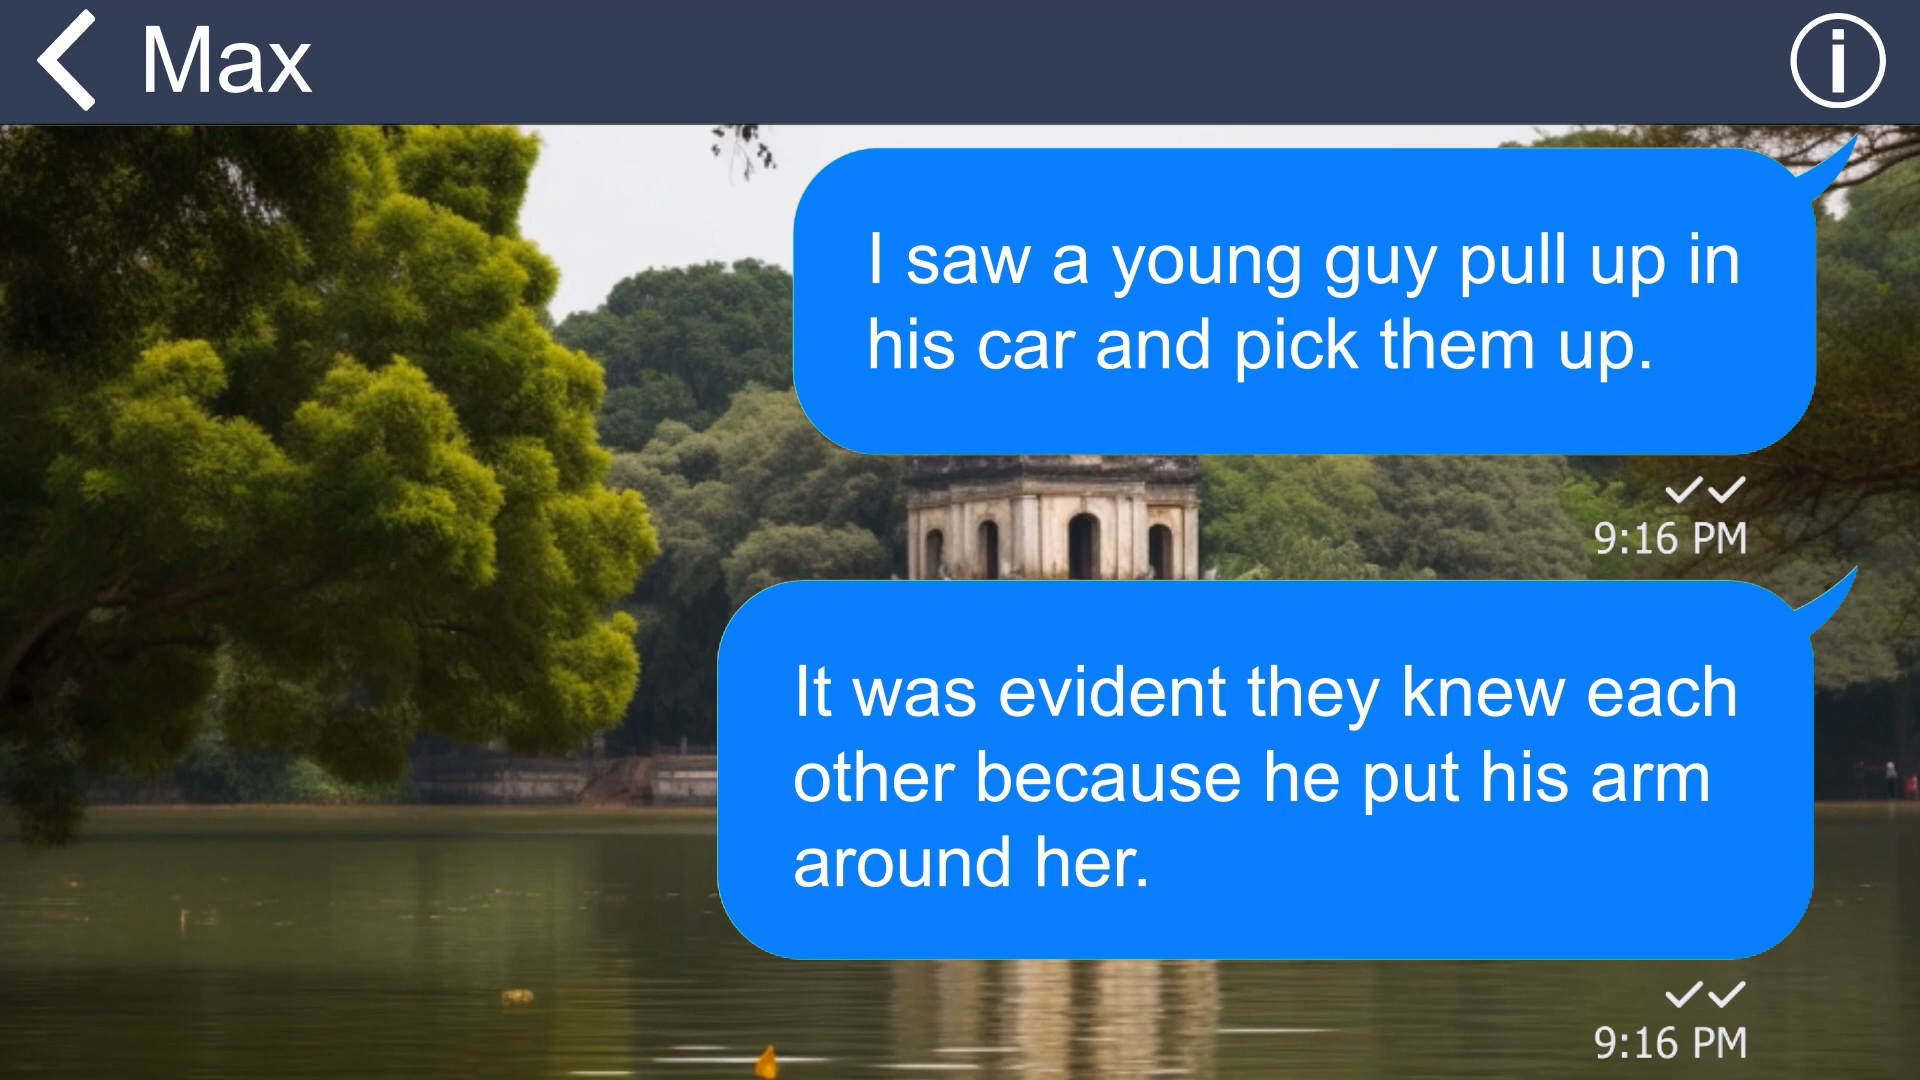 Max
I saw a young guy pull up in
his car and pick them up.
9:16 PM
It was evident they knew each
other because he put his arm
around her.
9:16 PM